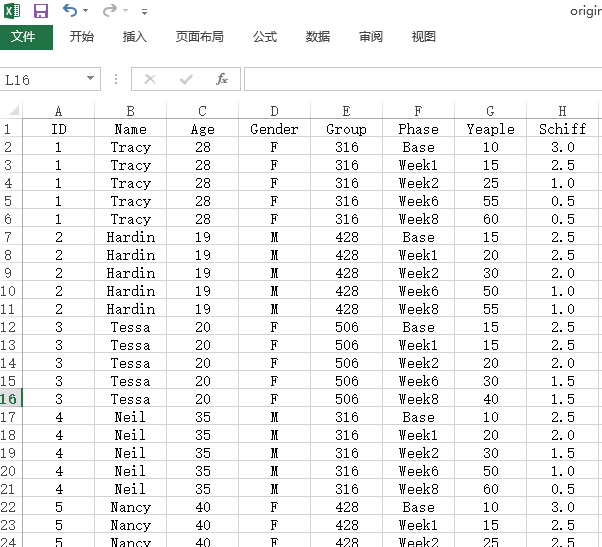 origin
文件 开始 插入 页面布局 公式 数据 审阅 视图
L16 fx
A B C D E F G H
1 ID Name Age Gender Group Phase Yeaple Schiff
2 1 Tracy 28 F 316 Base 10 3.0
3 1 Tracy 28 F 316 Week1 15 2.5
4 1 Tracy 28 F 316 Week2 25 1.0
5 1 Tracy 28 F 316 Week6 55 0.5
6 1 Tracy 28 F 316 Week8 60 0.5
7 2 Hardin 19 M 428 Base 15 2.5
8 2 Hardin 19 M 428 Week1 20 2.5
9 2 Hardin 19 M 428 Week2 30 2.0
10 2 Hardin 19 M 428 Week6 50 1.0
11 2 Hardin 19 M 428 Week8 55 1.0
12 3 Tessa 20 F 506 Base 15 2.5
13 3 Tessa 20 F 506 Week1 15 2.5
14 3 Tessa 20 F 506 Week2 20 2.0
15 3 Tessa 20 F 506 Week6 30 1.5
16 3 Tessa 20 F 506 Week8 40 1.5
17 4 Neil 35 M 316 Base 10 2.5
18 4 Neil 35 M 316 Week1 20 2.0
19 4 Neil 35 M 316 Week2 30 1.5
20 4 Neil 35 M 316 Week6 50 1.0
21 4 Neil 35 M 316 Week8 60 0.5
22 5 Nancy 40 F 428 Base 10 3.0
23 5 Nancy 40 F 428 Week1 15 2.5
24 5 Nancy 40 F 428 Week2 25 2.0